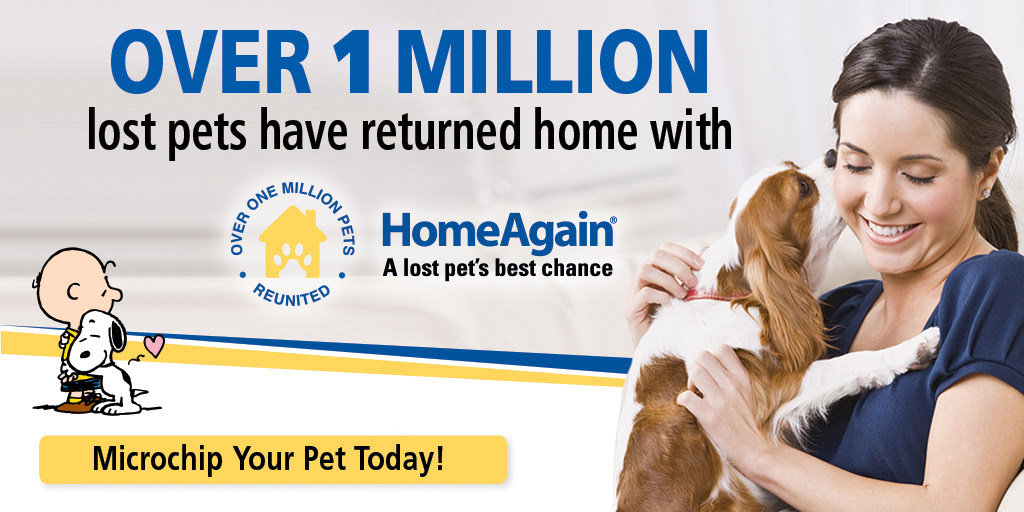 OVER 1 MILLION
lost pets have returned home with
OVER ONE MILLION PETS
REUNITED
HomeAgain®
A lost pet's best chance
Microchip Your Pet Today!